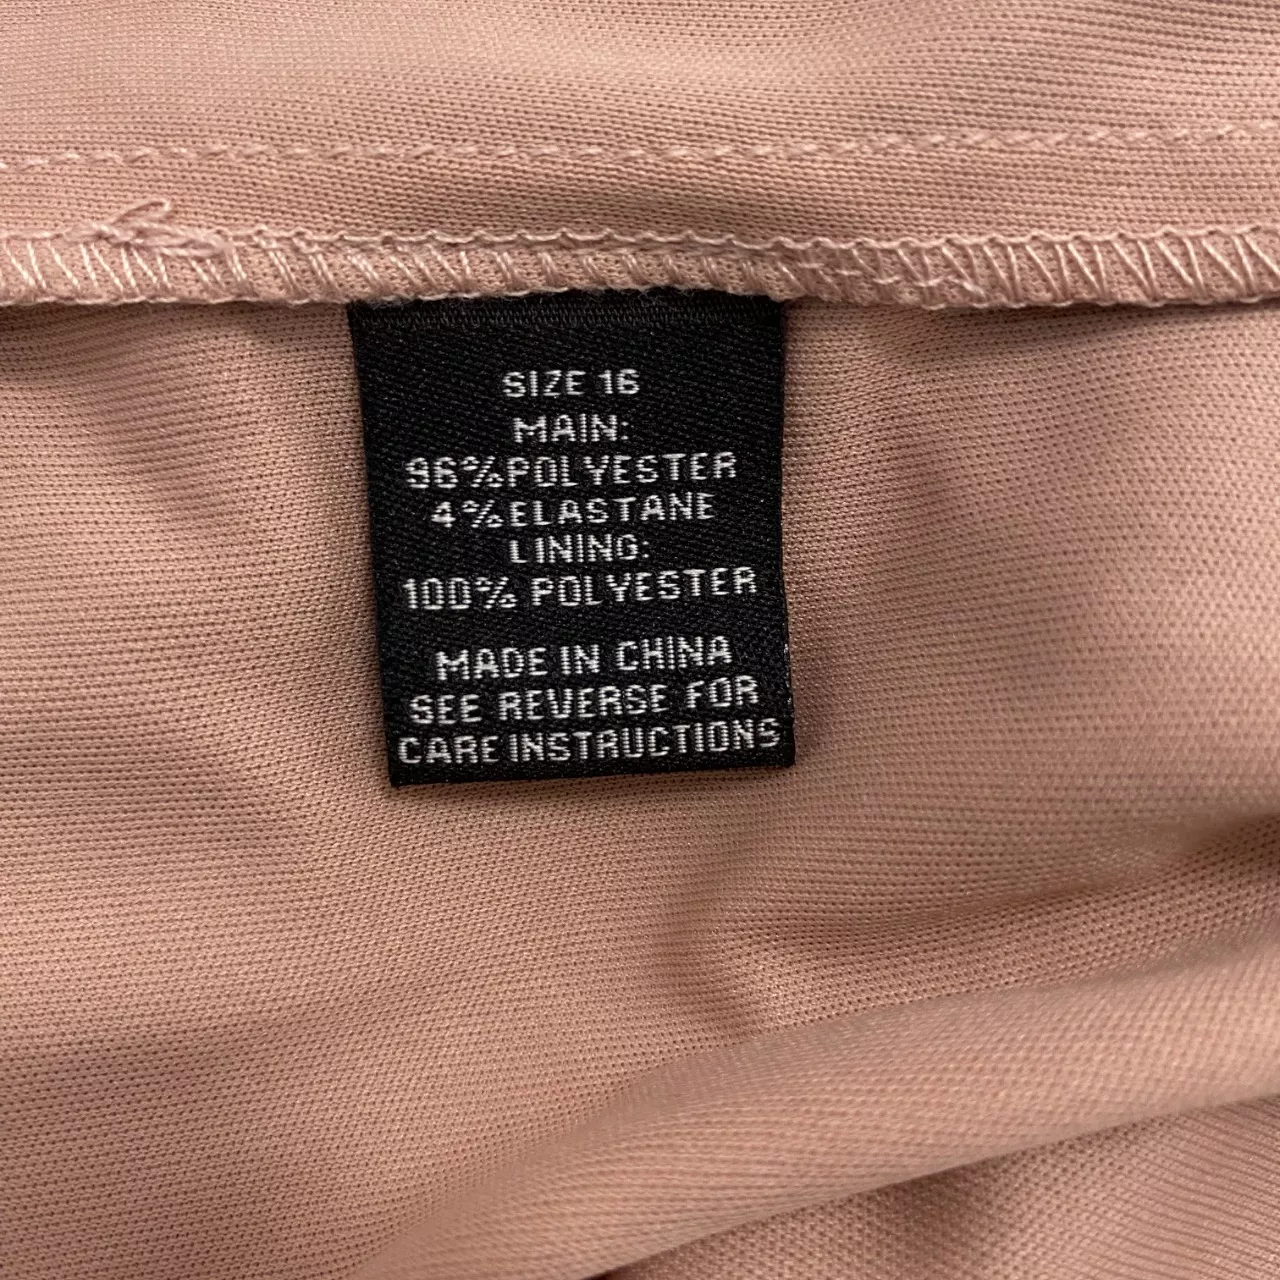 SIZE 16
MAIN:
96%POLYESTER
4%ELASTANE
LINING:
100% POLYESTER
MADE IN CHINA
SEE REVERSE FOR
CARE INSTRUCTIONS